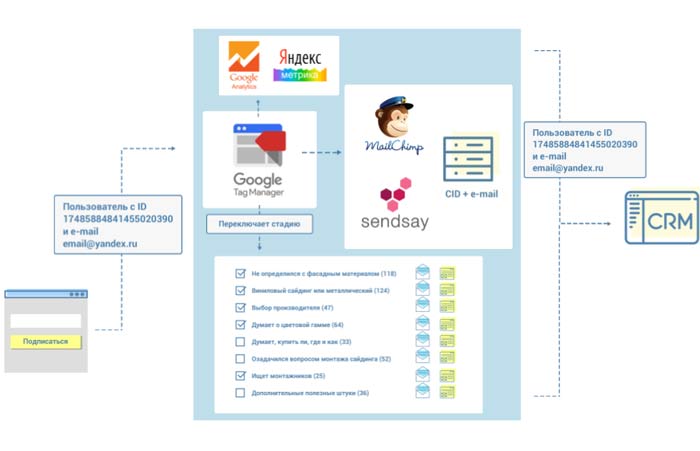 Google
Analytics
Яндекс
метрика
Google
Tag Manager
Переключает стадию
MailChimp
sendsay
CID + e-mail
Пользователь с ID
17485884841455020390
и e-mail
email@yandex.ru
Подписаться
Пользователь с ID
17485884841455020390
и e-mail
email@yandex.ru
CRM
Не определился с фасадным материалом (118)
Виниловый сайдинг или металлический (124)
Выбор производителя (47)
Думает о цветовой гамме (64)
Думает, купить ли, где и как (33)
Озадачился вопросом монтажа сайдинга (52)
Ищет монтажников (25)
Дополнительные полезные штуки (36)